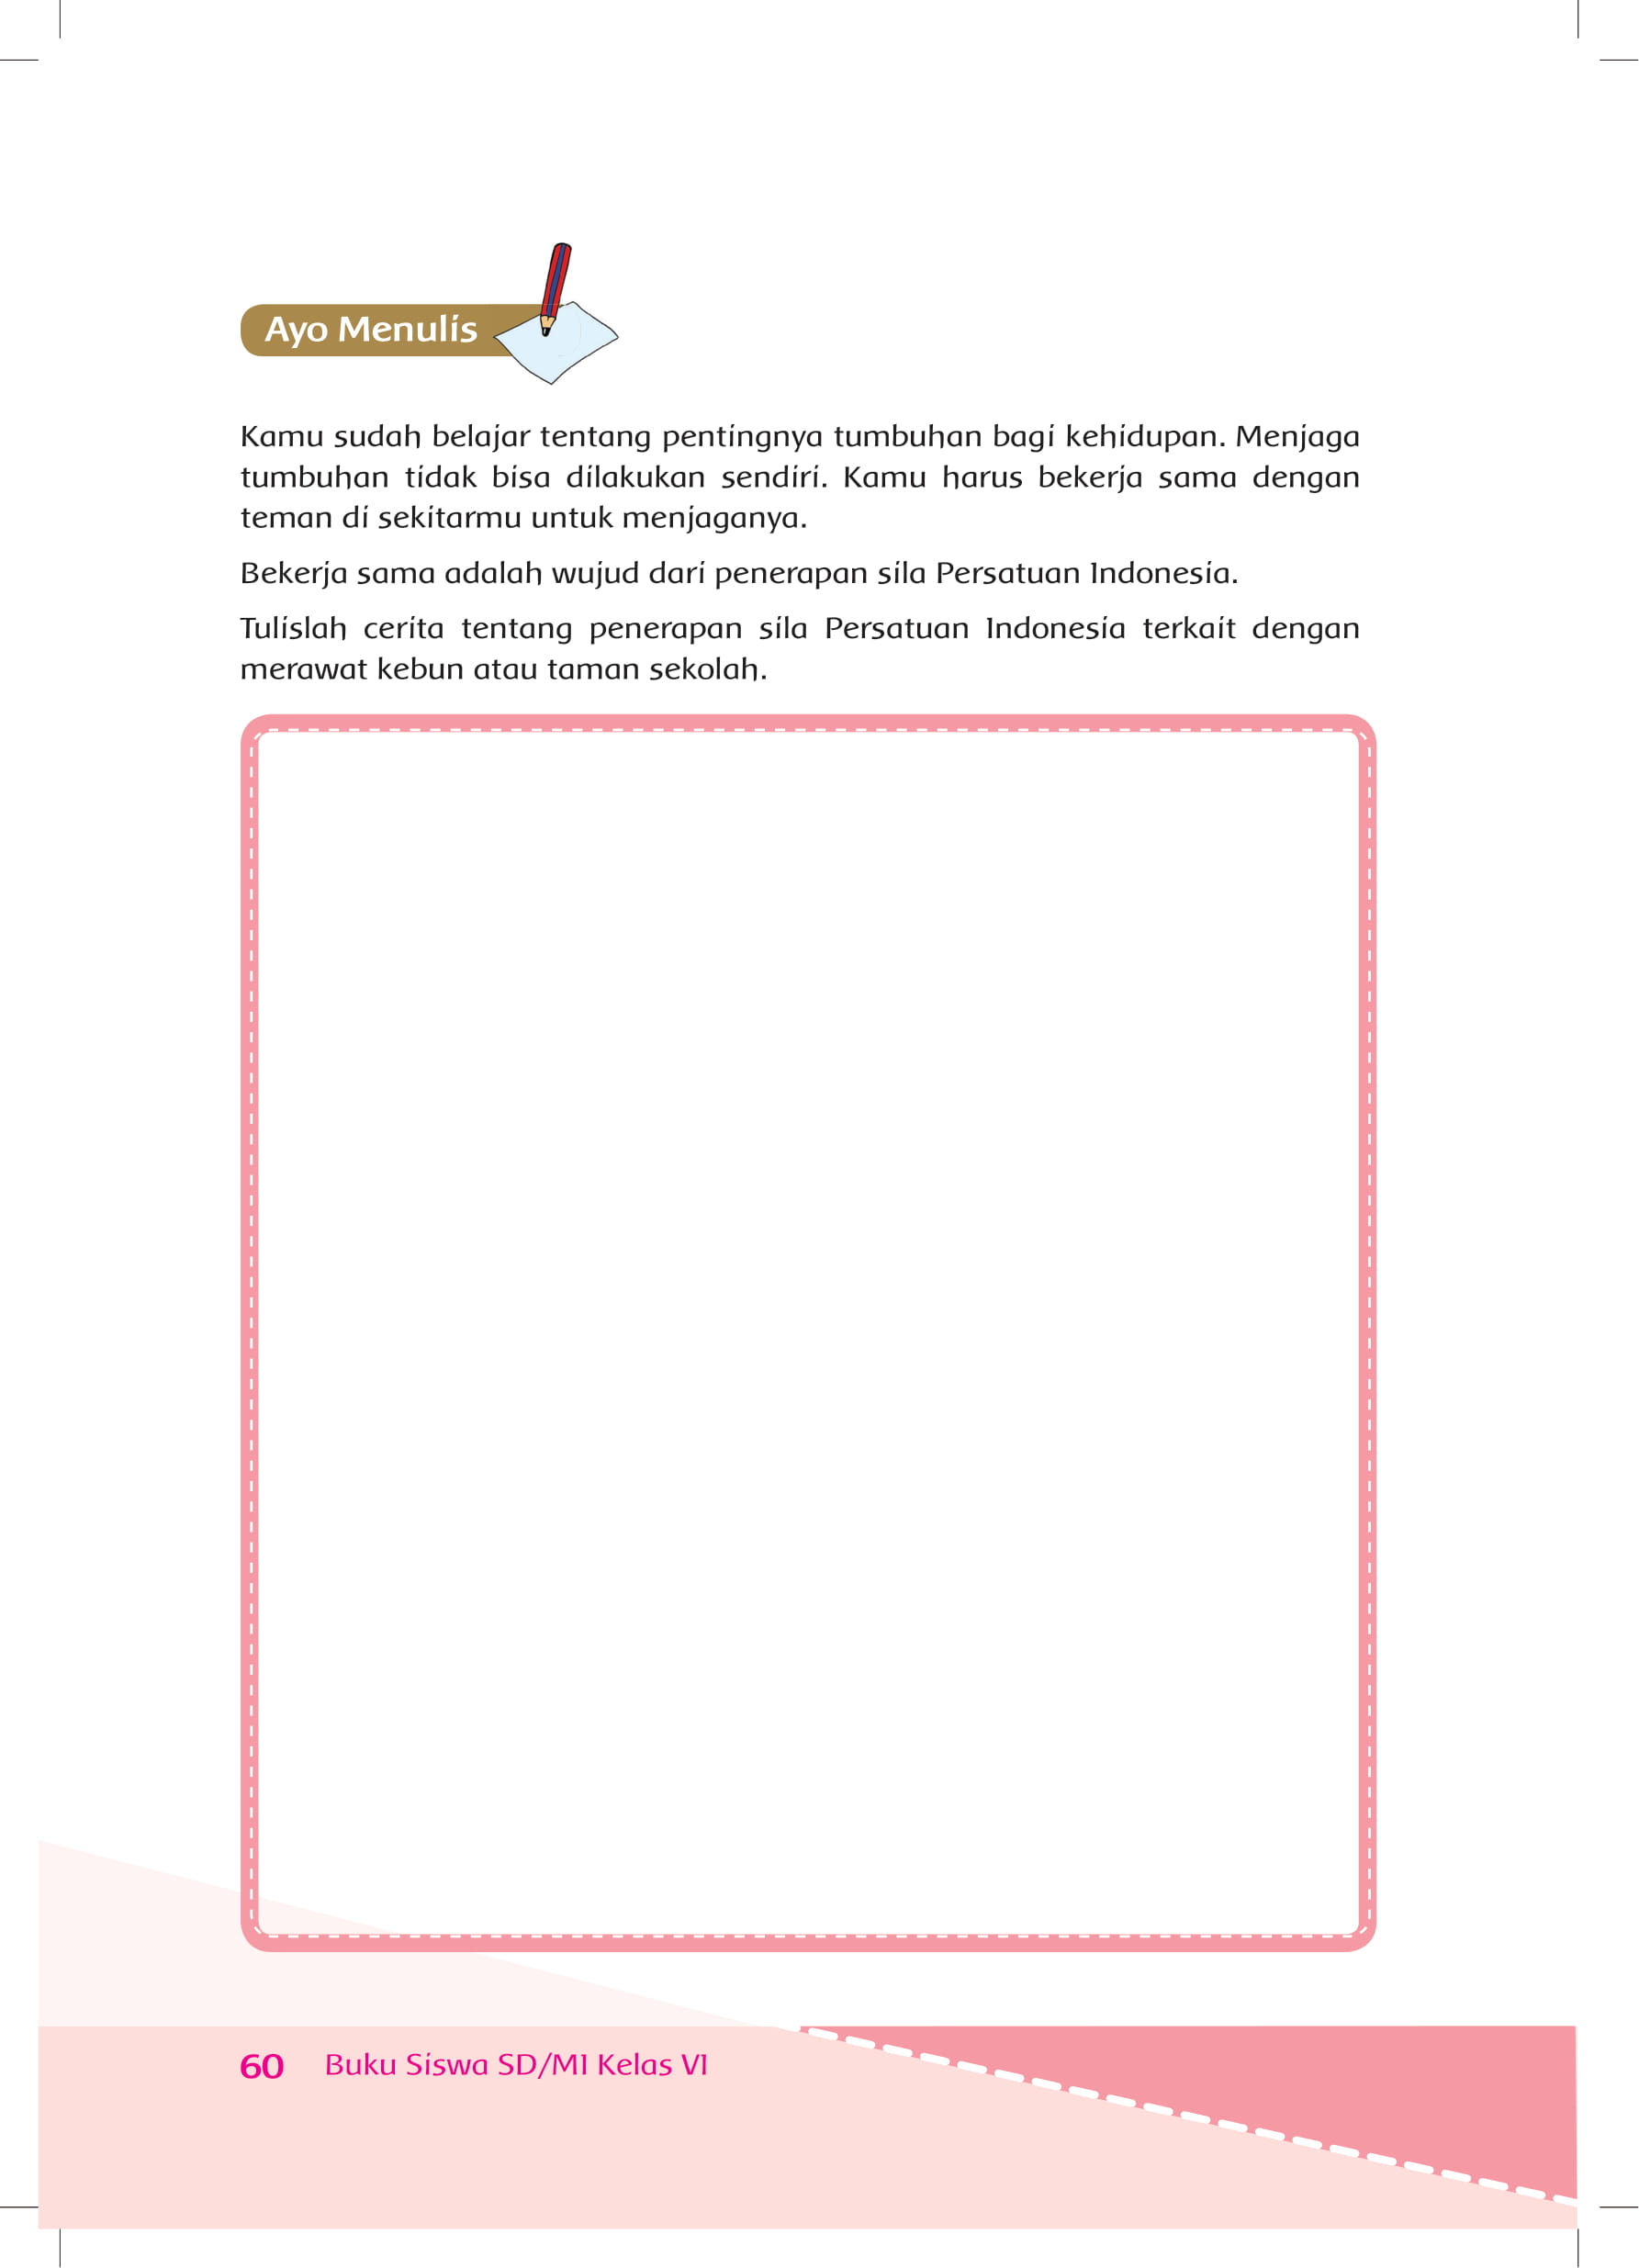 Ayo Menulis
Kamu sudah belajar tentang pentingnya tumbuhan bagi kehidupan. Menjaga
tumbuhan tidak bisa dilakukan sendiri. Kamu harus bekerja sama dengan
teman di sekitarmu untuk menjaganya.
Bekerja sama adalah wujud dari penerapan sila Persatuan Indonesia.
Tulislah cerita tentang penerapan sila Persatuan Indonesia terkait dengan
merawat kebun atau taman sekolah.
60 Buku Siswa SD/MI Kelas VI